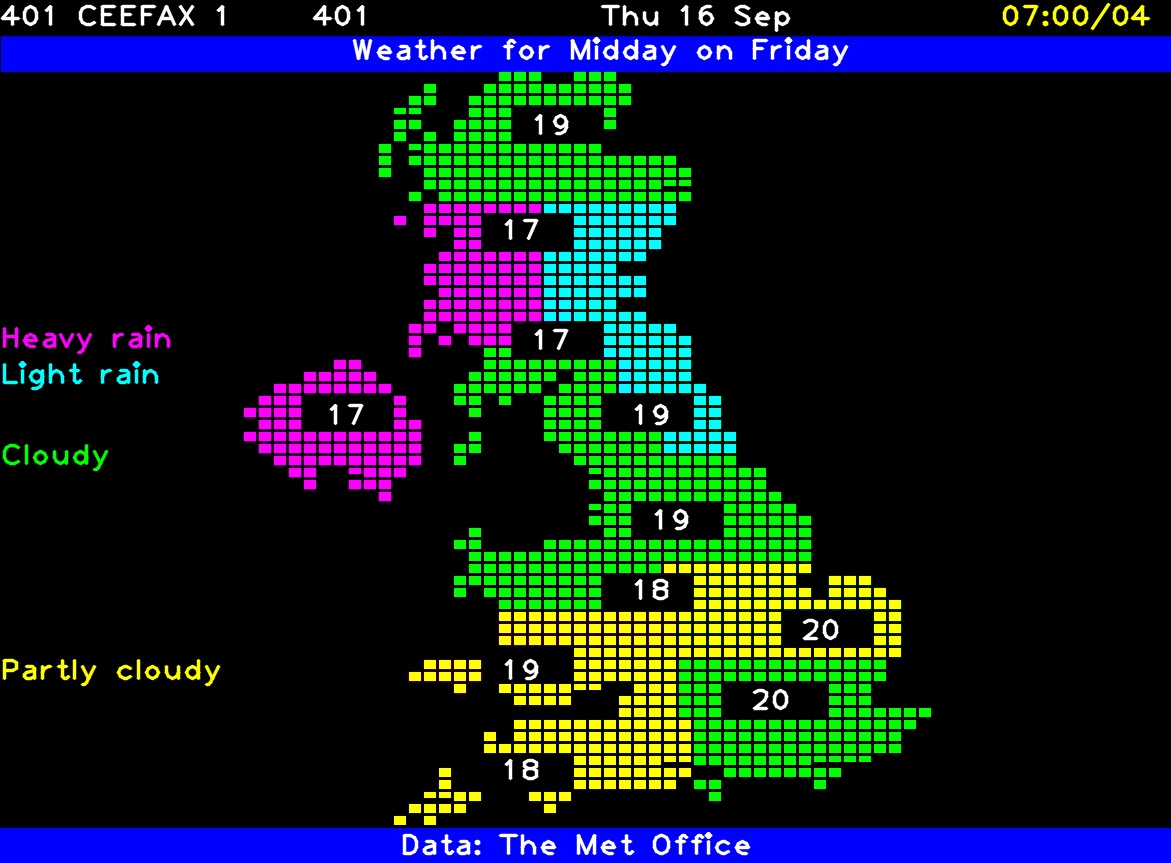 401 CEEFAX 1 401 Thu 16 Sep 07:00/04
Weather for Midday on Friday
19
17
Heavy rain 17
Light rain
17 19
Cloudy
19
18
20
Partly cloudy 19
20
18
Data: The Met Office